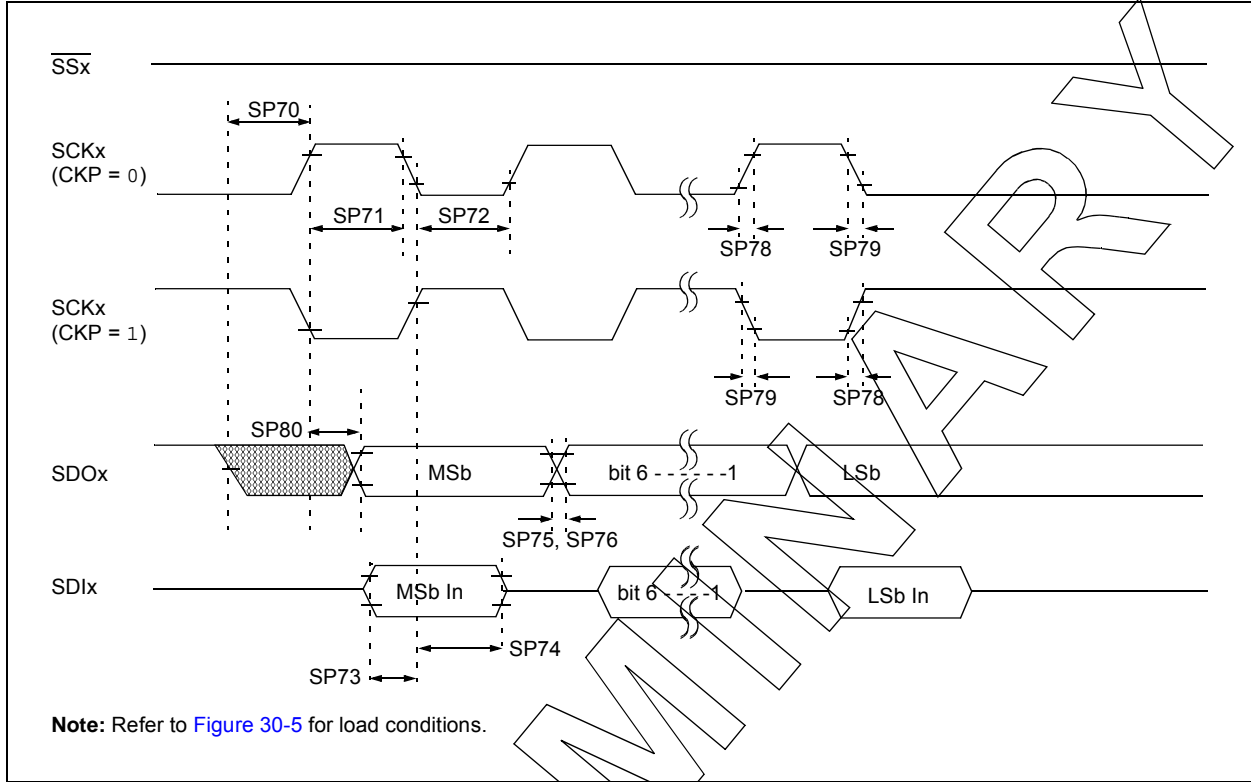 SSx
SP70
SCKx
(CKP = 0)
SP71
SP72
SP78
SP79
SCKx
(CKP = 1)
SP79
SP78
SP80
SDOx
MSb
bit 6 - - - - - -1
LSb
SP75, SP76
SDIx
MSb In
bit 6 - - - - -1
LSb In
SP74
SP73
Note: Refer to Figure 30-5 for load conditions.
MINARY